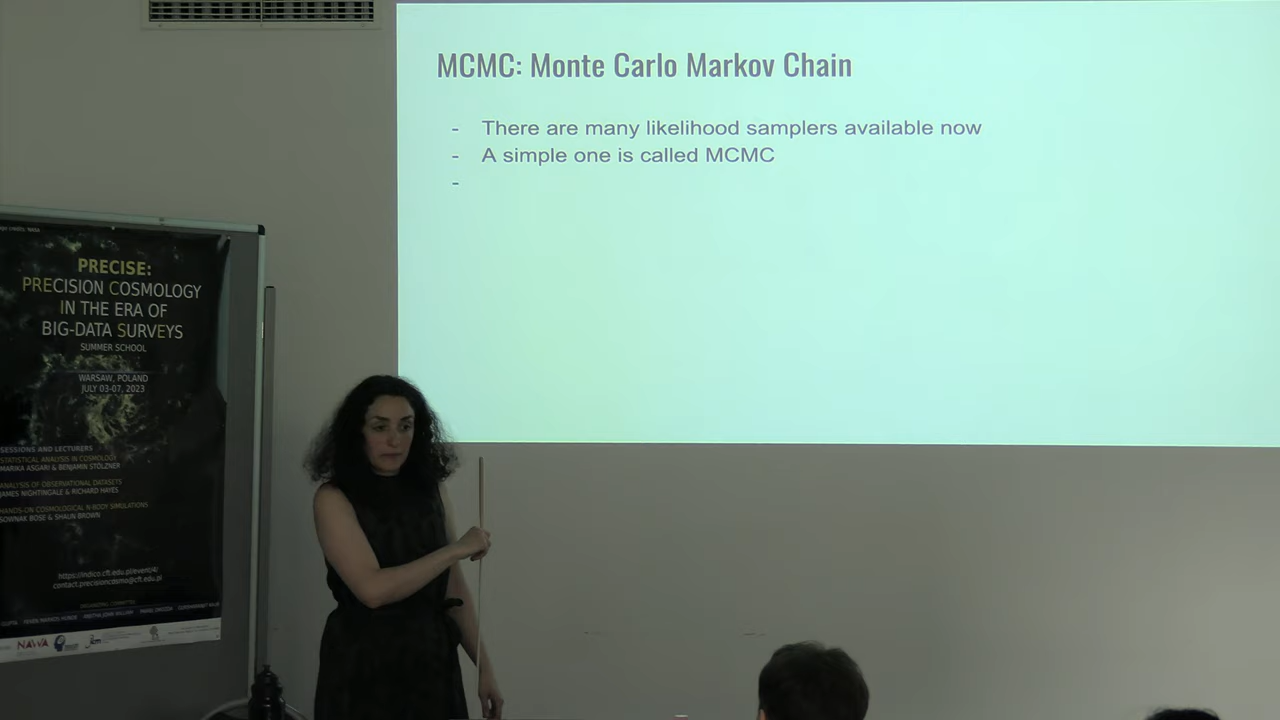 MCMC: Monte Carlo Markov Chain
- There are many likelihood samplers available now
- A simple one is called MCMC
-
PRECISE:
PRECISION COSMOLOGY
IN THE ERA OF
BIG-DATA SURVEYS
SUMMER SCHOOL
WARSAW, POLAND
JULY 03-07, 2023
SESSIONS AND LECTURERS
STATISTICAL ANALYSIS IN COSMOLOGY
MARIKA ASGARI & BENJAMIN STÖLZNER
ANALYSIS OF OBSERVATIONAL DATASETS
JAMES NIGHTINGALE & RICHARD HAYES
HANDS-ON COSMOLOGICAL N-BODY SIMULATIONS
SOWNAK BOSE & SHAUN BROWN
ORGANIZING COMMITTEE
NAWA